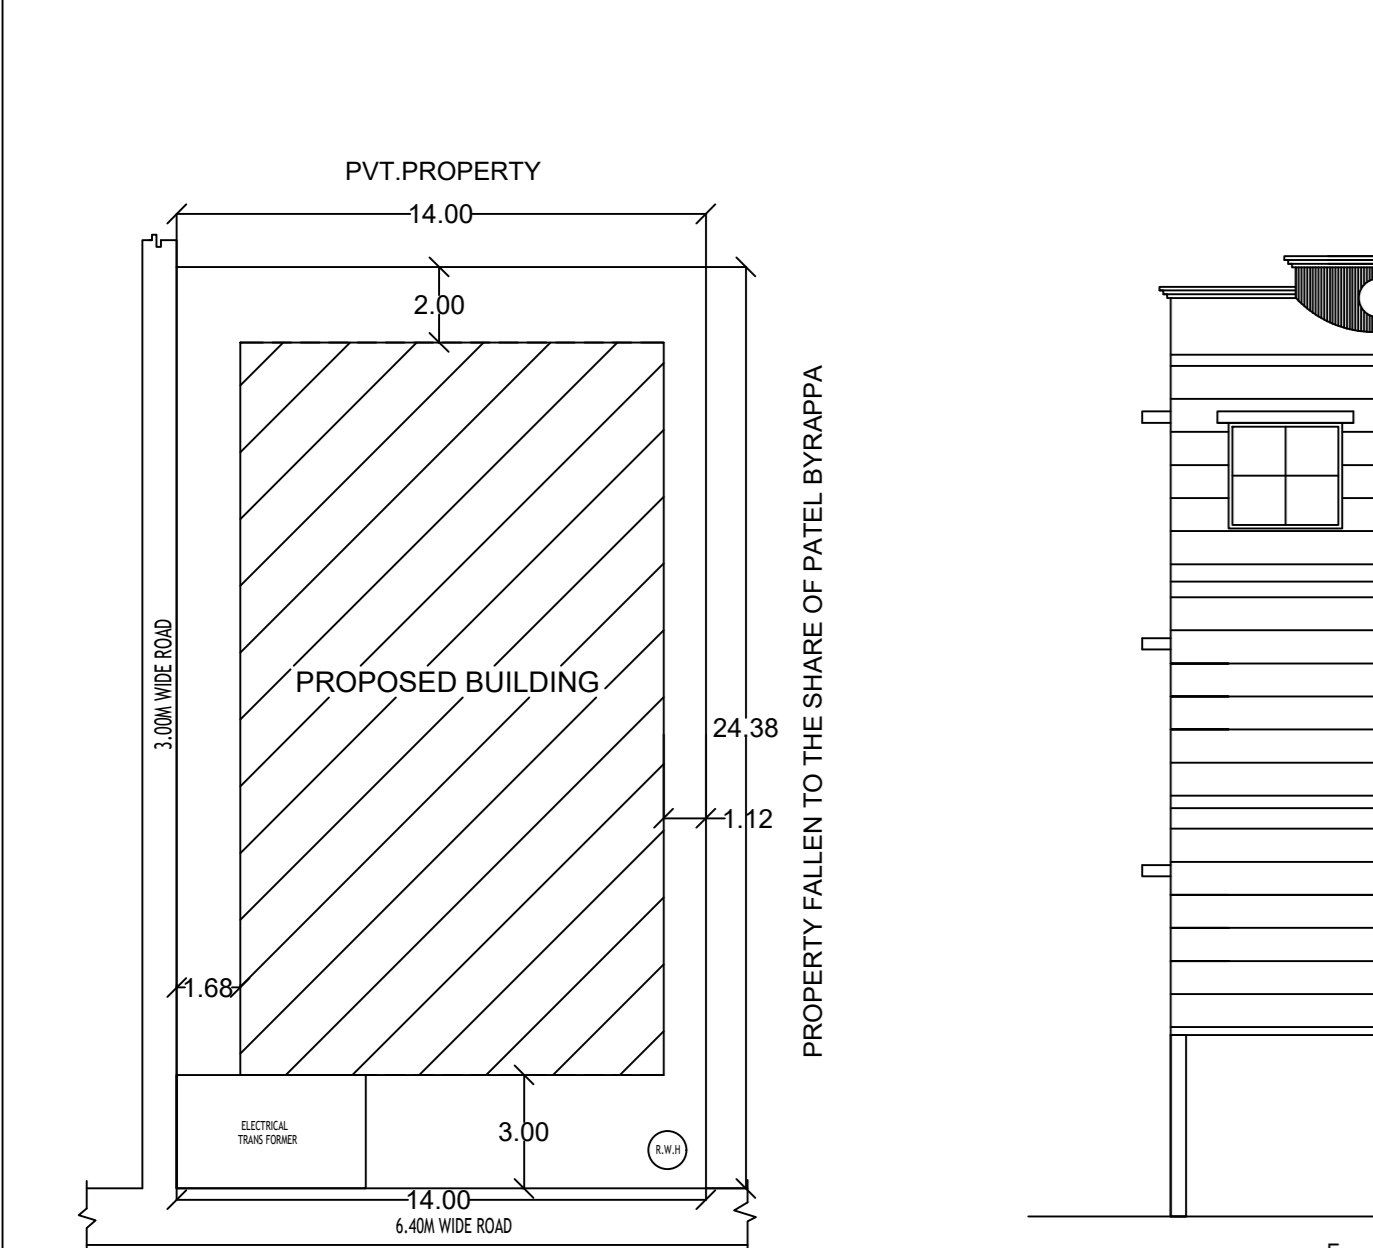 PVT.PROPERTY
14.00
2.00
PROPERTY FALLEN TO THE SHARE OF PATEL BYRAPPA
3.00M WIDE ROAD
PROPOSED BUILDING
24.38
1.12
1.68
ELECTRICAL
TRANS FORMER
3.00
R.W.H
14.00
6.40M WIDE ROAD